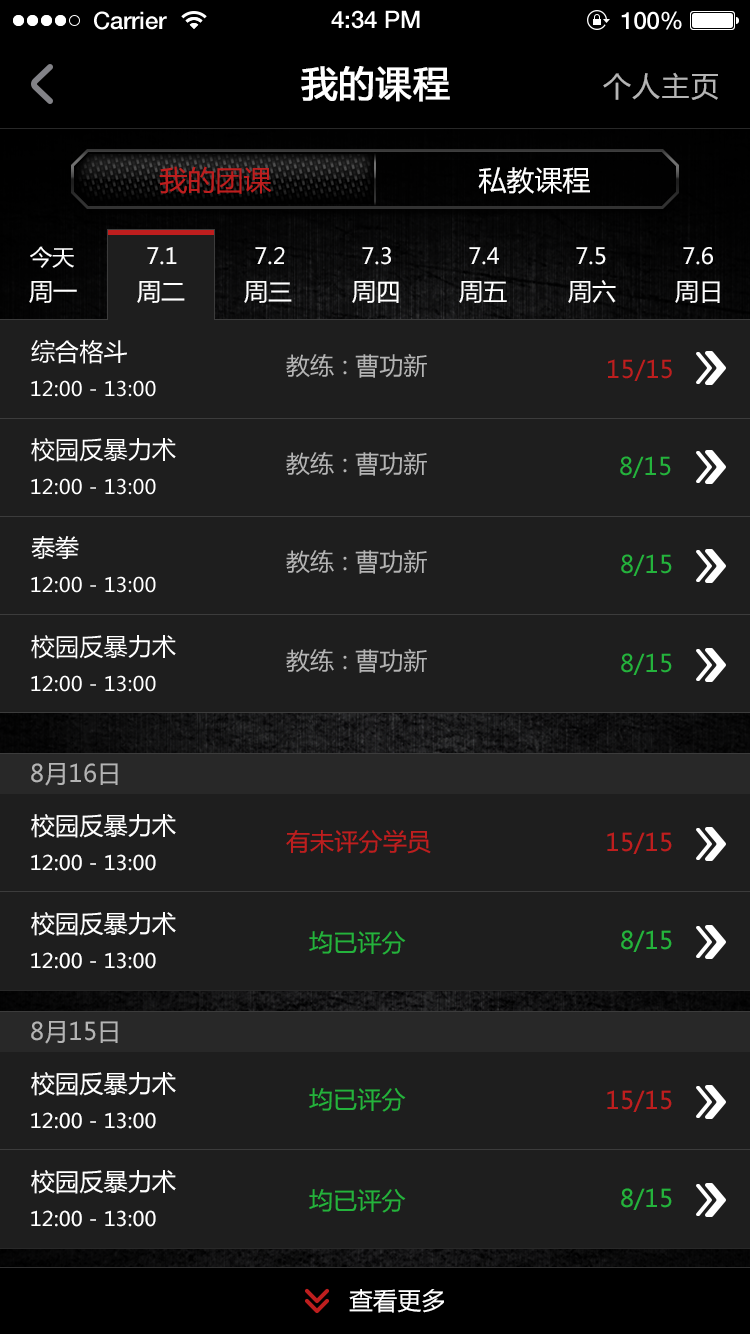 Carrier 4:34 PM 100%
我的课程 个人主页
我的团课 私教课程
今天 7.1 7.2 7.3 7.4 7.5 7.6
周一 周二 周三 周四 周五 周六 周日
综合格斗
12:00 - 13:00
教练：曹功新
15/15
校园反暴力术
12:00 - 13:00
教练：曹功新
8/15
泰拳
12:00 - 13:00
教练：曹功新
8/15
校园反暴力术
12:00 - 13:00
教练：曹功新
8/15
8月16日
校园反暴力术
12:00 - 13:00
有未评分学员
15/15
校园反暴力术
12:00 - 13:00
均已评分
8/15
8月15日
校园反暴力术
12:00 - 13:00
均已评分
15/15
校园反暴力术
12:00 - 13:00
均已评分
8/15
查看更多